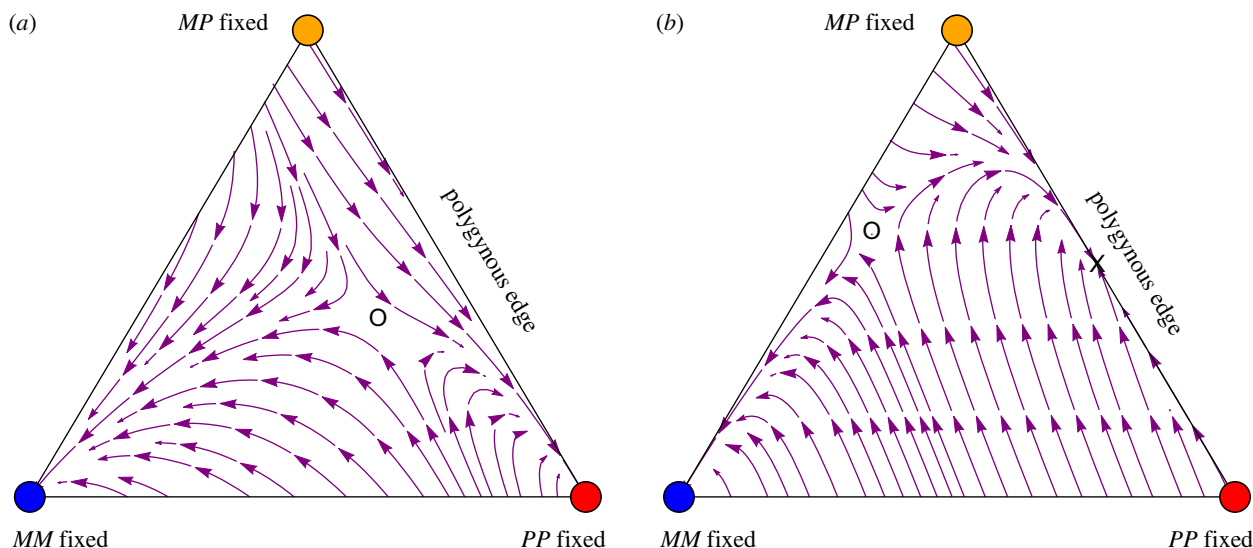 (a)
MP fixed
polygynous edge
O
MM fixed
PP fixed
(b)
MP fixed
polygynous edge
O
X
MM fixed
PP fixed